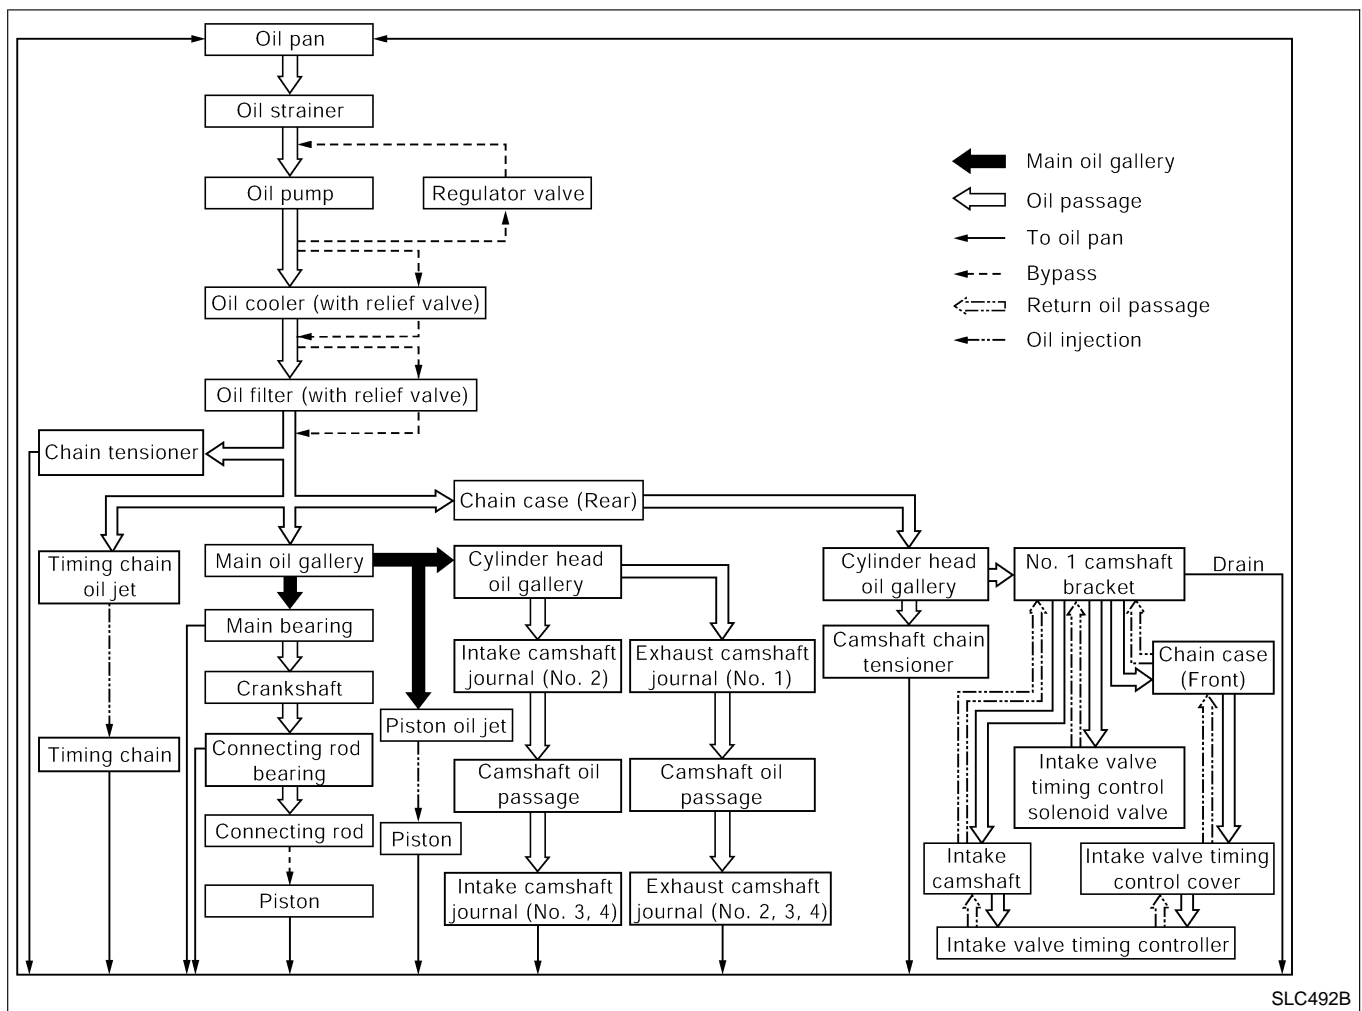 Oil pan
Oil strainer
Main oil gallery
Oil pump
Regulator valve
Oil passage
To oil pan
Bypass
Oil cooler (with relief valve)
Return oil passage
Oil injection
Oil filter (with relief valve)
Chain tensioner
Chain case (Rear)
Timing chain
oil jet
Main oil gallery
Cylinder head
oil gallery
Cylinder head
oil gallery
No. 1 camshaft
bracket
Drain
Main bearing
Intake camshaft
journal (No. 2)
Exhaust camshaft
journal (No. 1)
Camshaft chain
tensioner
Chain case
(Front)
Crankshaft
Piston oil jet
Timing chain
Connecting rod
bearing
Camshaft oil
passage
Camshaft oil
passage
Intake valve
timing control
solenoid valve
Connecting rod
Piston
Intake
camshaft
Intake valve timing
control cover
Piston
Intake camshaft
journal (No. 3, 4)
Exhaust camshaft
journal (No. 2, 3, 4)
Intake valve timing controller
SLC492B